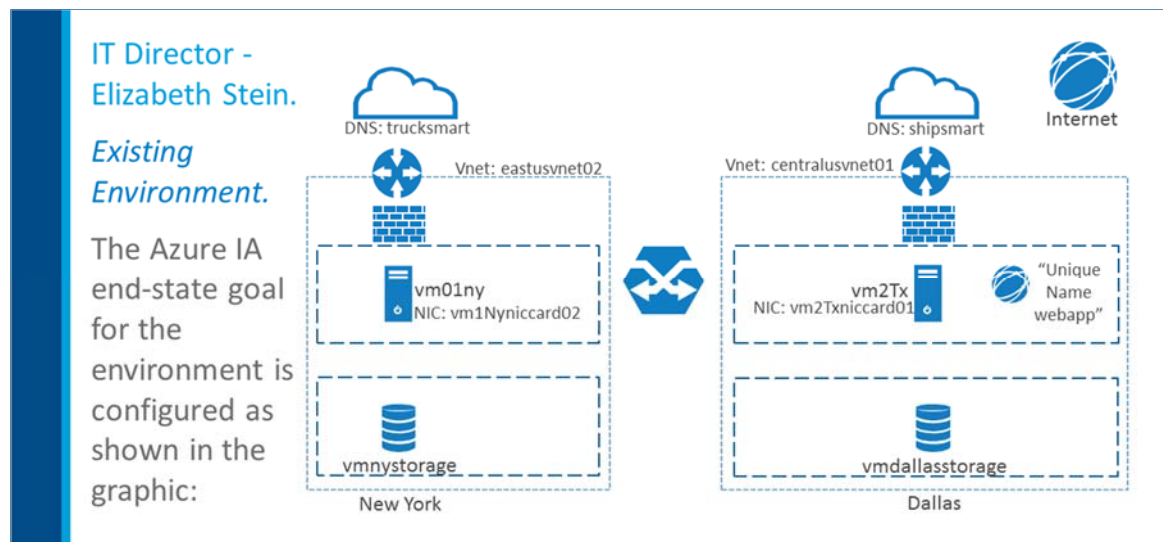 IT Director -
Elizabeth Stein.
Existing
Environment.
The Azure IA
end-state goal
for the
environment is
configured as
shown in the
graphic:
DNS: trucksmart
Vnet: eastusvnet02
vm01ny
NIC: vm1Nyniccard02
vmnystorage
New York
DNS: shipsmart
Internet
Vnet: centralusvnet01
vm2Tx
NIC: vm2Txniccard01
“Unique
Name
webapp”
vmdallasstorage
Dallas